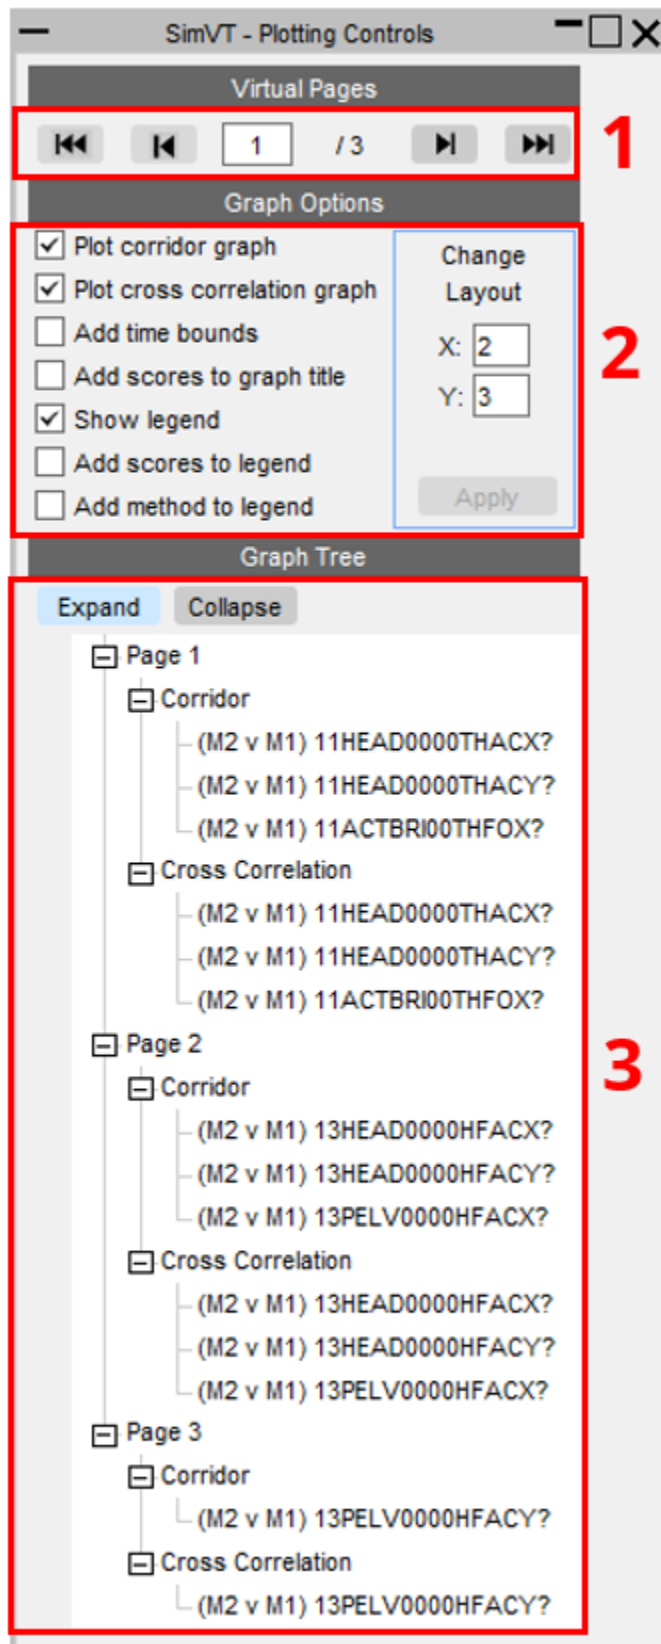 SimVT - Plotting Controls
Virtual Pages
1 / 3
1
Graph Options
Plot corridor graph
Plot cross correlation graph
Add time bounds
Add scores to graph title
Show legend
Add scores to legend
Add method to legend
Change
Layout
X: 2
Y: 3
Apply
2
Graph Tree
Expand Collapse
Page 1
Corridor
(M2 v M1) 11HEAD0000THACX?
(M2 v M1) 11HEAD0000THACY?
(M2 v M1) 11ACTBRI00THFOX?
Cross Correlation
(M2 v M1) 11HEAD0000THACX?
(M2 v M1) 11HEAD0000THACY?
(M2 v M1) 11ACTBRI00THFOX?
Page 2
Corridor
(M2 v M1) 13HEAD0000HFACX?
(M2 v M1) 13HEAD0000HFACY?
(M2 v M1) 13PELV0000HFACX?
Cross Correlation
(M2 v M1) 13HEAD0000HFACX?
(M2 v M1) 13HEAD0000HFACY?
(M2 v M1) 13PELV0000HFACX?
Page 3
Corridor
(M2 v M1) 13PELV0000HFACY?
Cross Correlation
(M2 v M1) 13PELV0000HFACY?
3